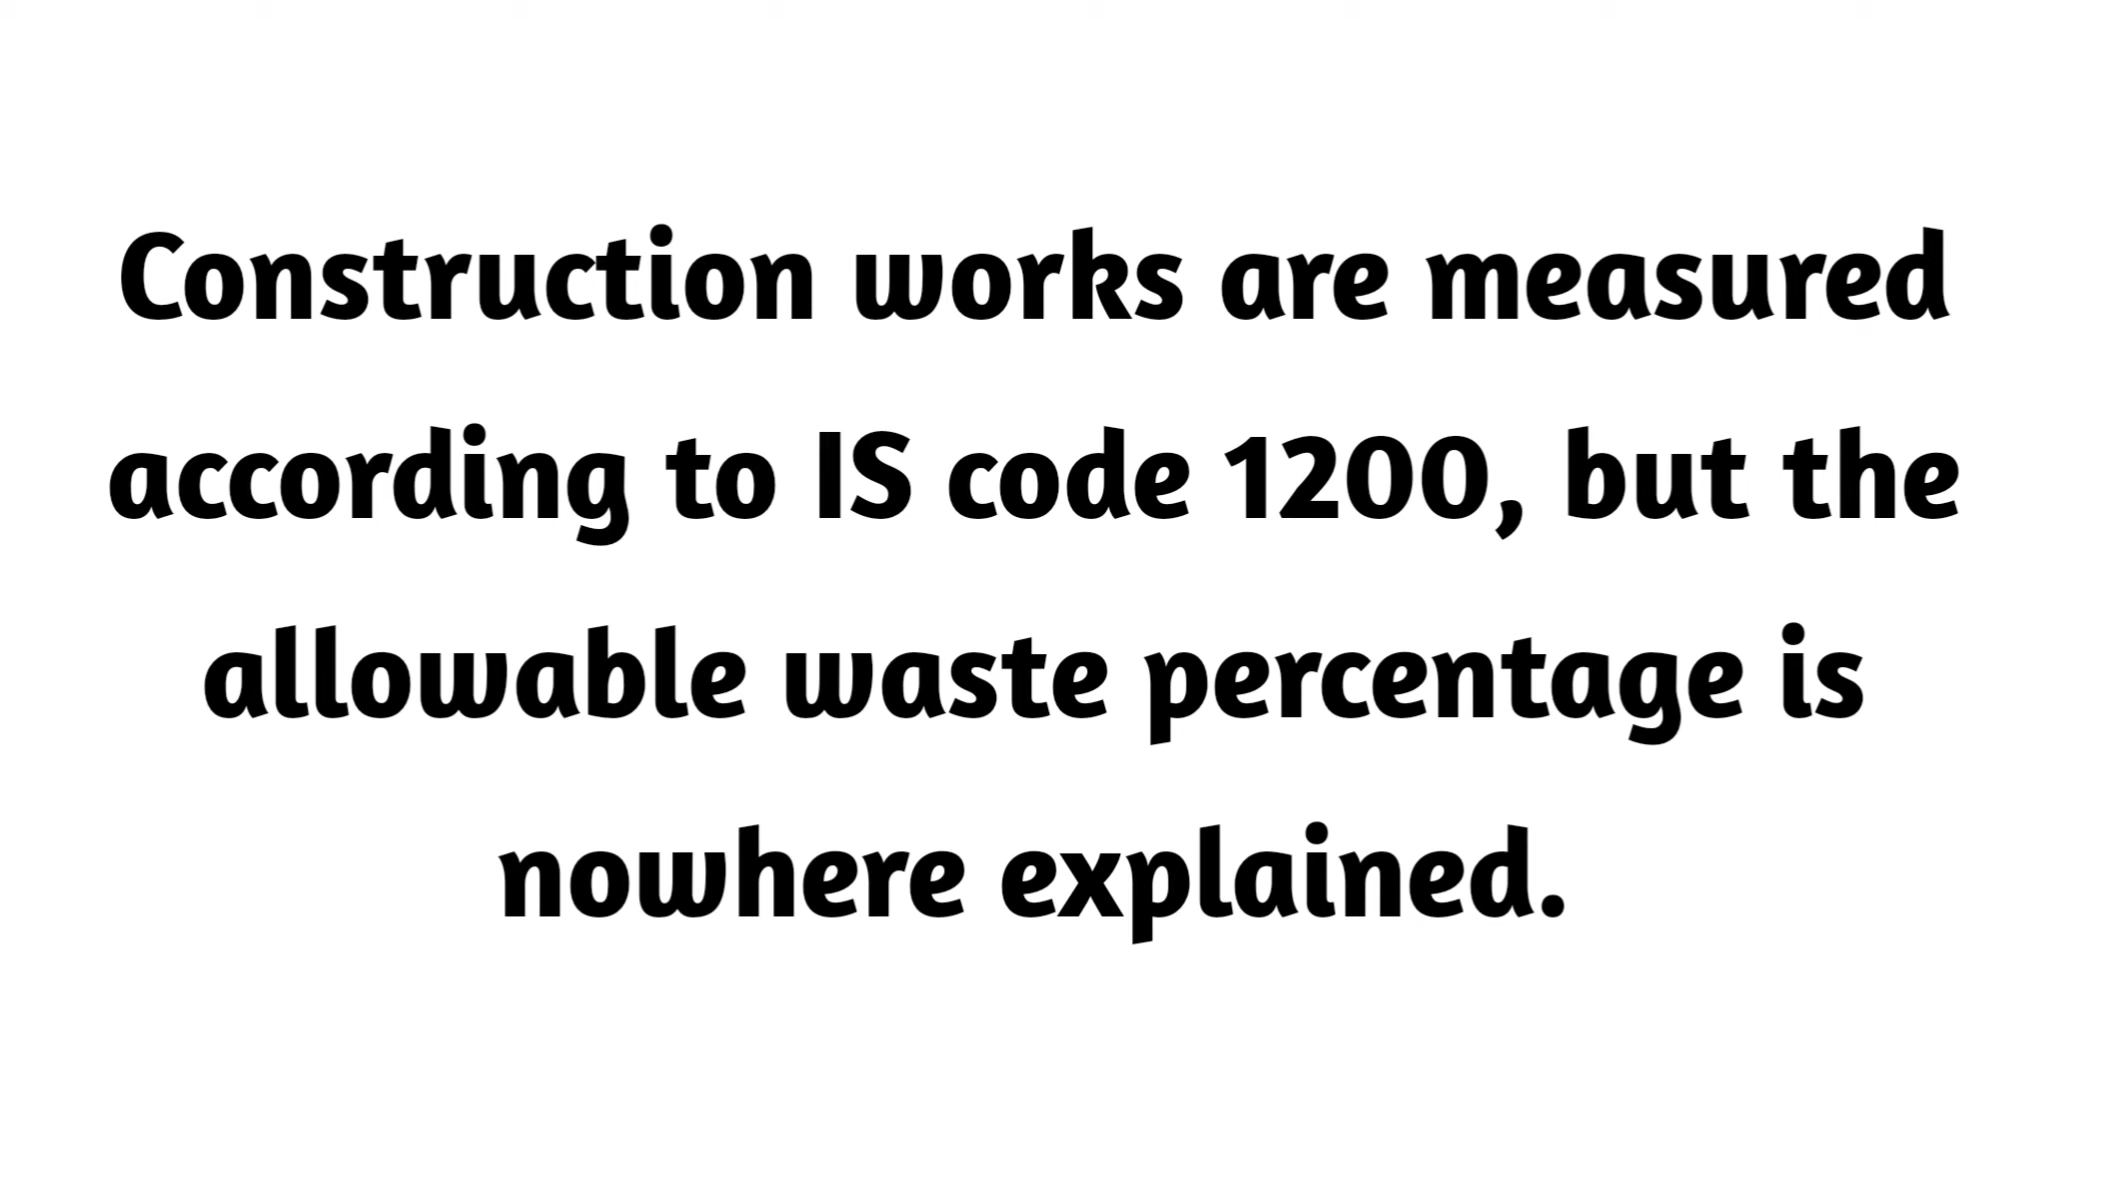 Construction works are measured
according to IS code 1200, but the
allowable waste percentage is
nowhere explained.